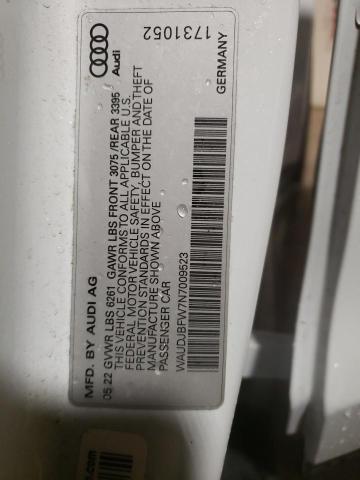 MFD. BY AUDI AG
Audi
1731052
05.22 GVWR LBS 6261 GAWR LBS FRONT 3075 /REAR 3395
THIS VEHICLE CONFORMS TO ALL APPLICABLE U.S.
FEDERAL MOTOR VEHICLE SAFETY, BUMPER AND THEFT
PREVENTION STANDARDS IN EFFECT ON THE DATE OF
MANUFACTURE SHOWN ABOVE
PASSENGER CAR
WAUDJBFW7N7009523
GERMANY
.com